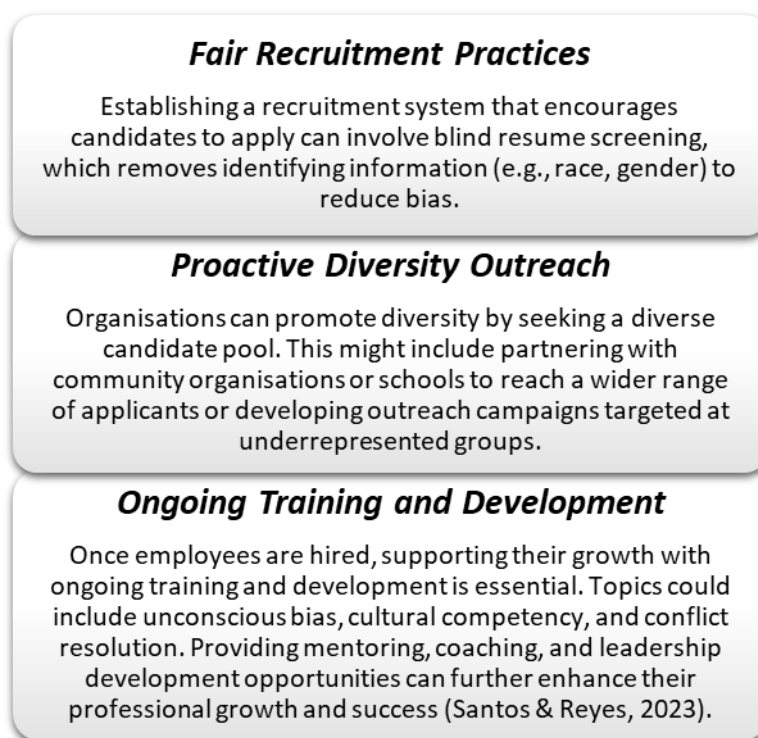 Fair Recruitment Practices
Establishing a recruitment system that encourages
candidates to apply can involve blind resume screening,
which removes identifying information (e.g., race, gender) to
reduce bias.
Proactive Diversity Outreach
Organisations can promote diversity by seeking a diverse
candidate pool. This might include partnering with
community organisations or schools to reach a wider range
of applicants or developing outreach campaigns targeted at
underrepresented groups.
Ongoing Training and Development
Once employees are hired, supporting their growth with
ongoing training and development is essential. Topics could
include unconscious bias, cultural competency, and conflict
resolution. Providing mentoring, coaching, and leadership
development opportunities can further enhance their
professional growth and success (Santos & Reyes, 2023).